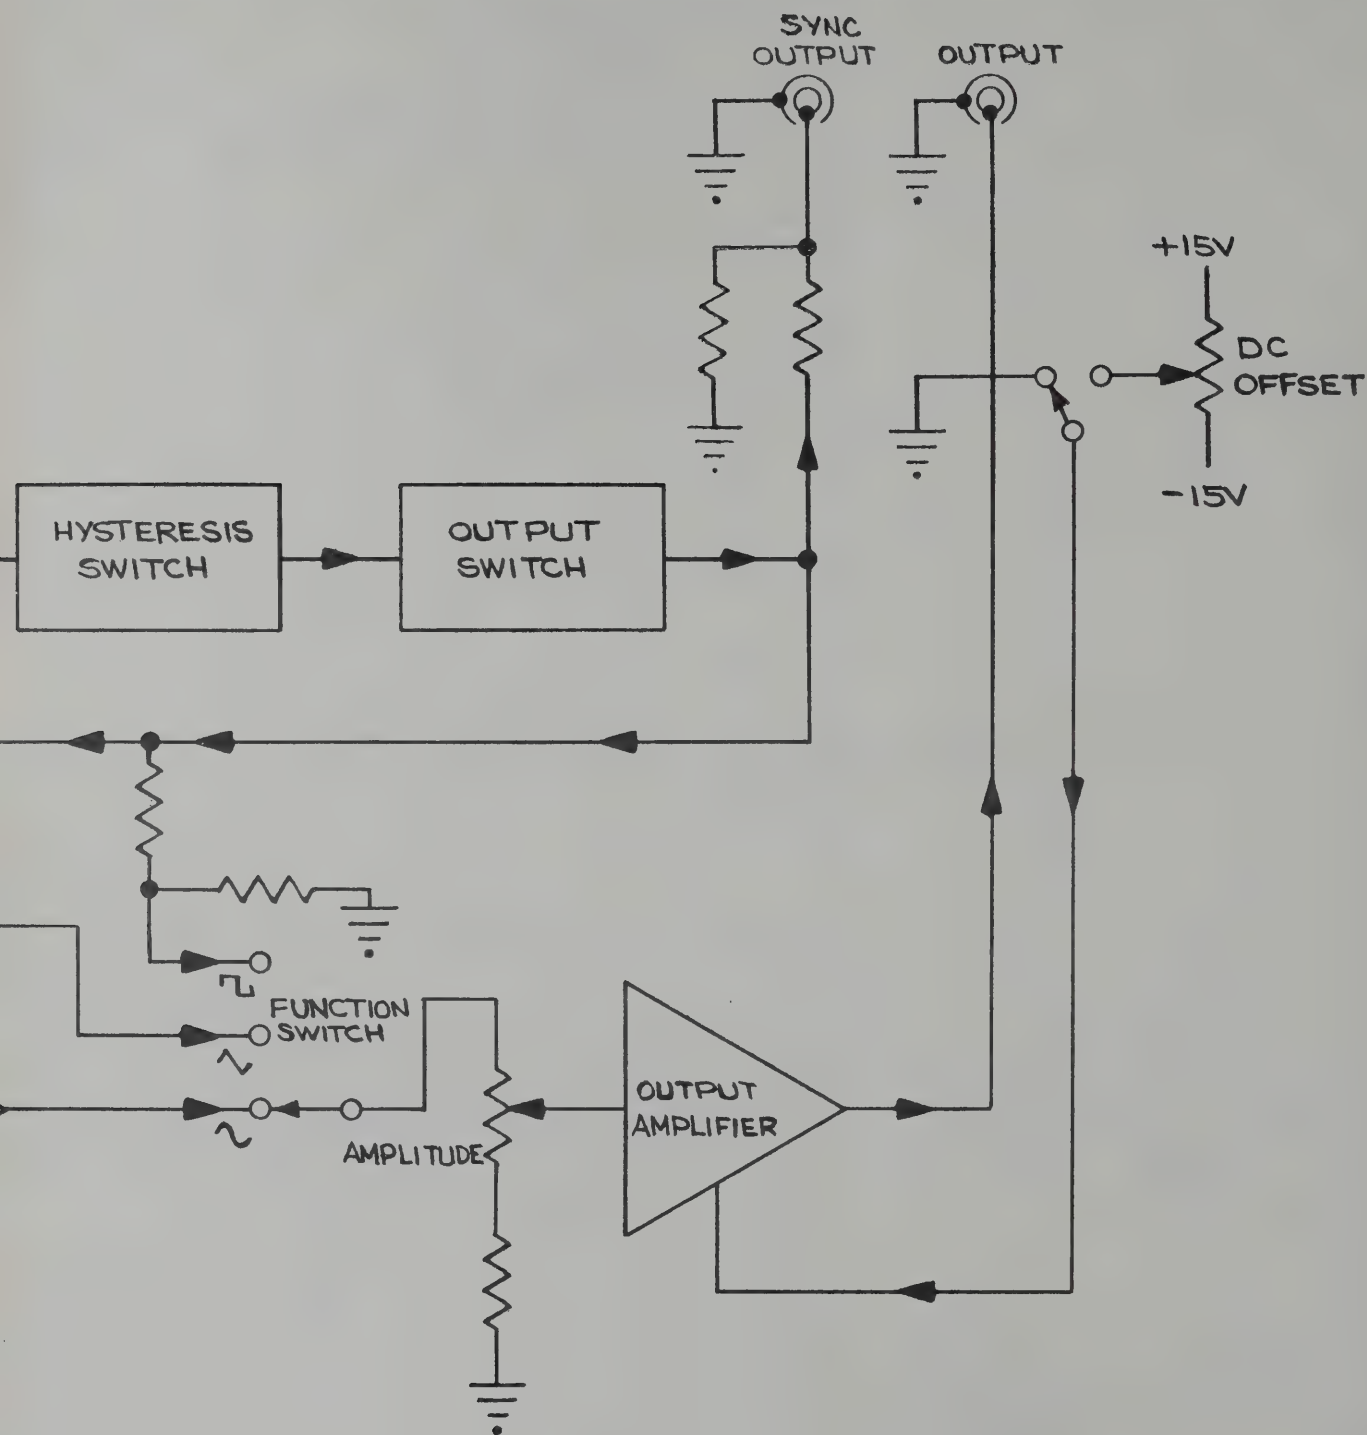 SYNC
OUTPUT
OUTPUT
+15V
DC
OFFSET
-15V
HYSTERESIS
SWITCH
OUTPUT
SWITCH
FUNCTION
SWITCH
OUTPUT
AMPLIFIER
AMPLITUDE